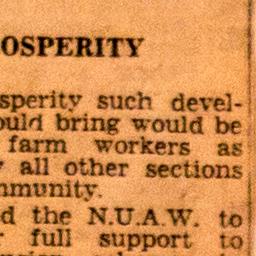 OSPERITY
sperity such devel-
ould bring would be
farm workers as
all other sections
mmunity.
d the N.U.A.W. to
full support to